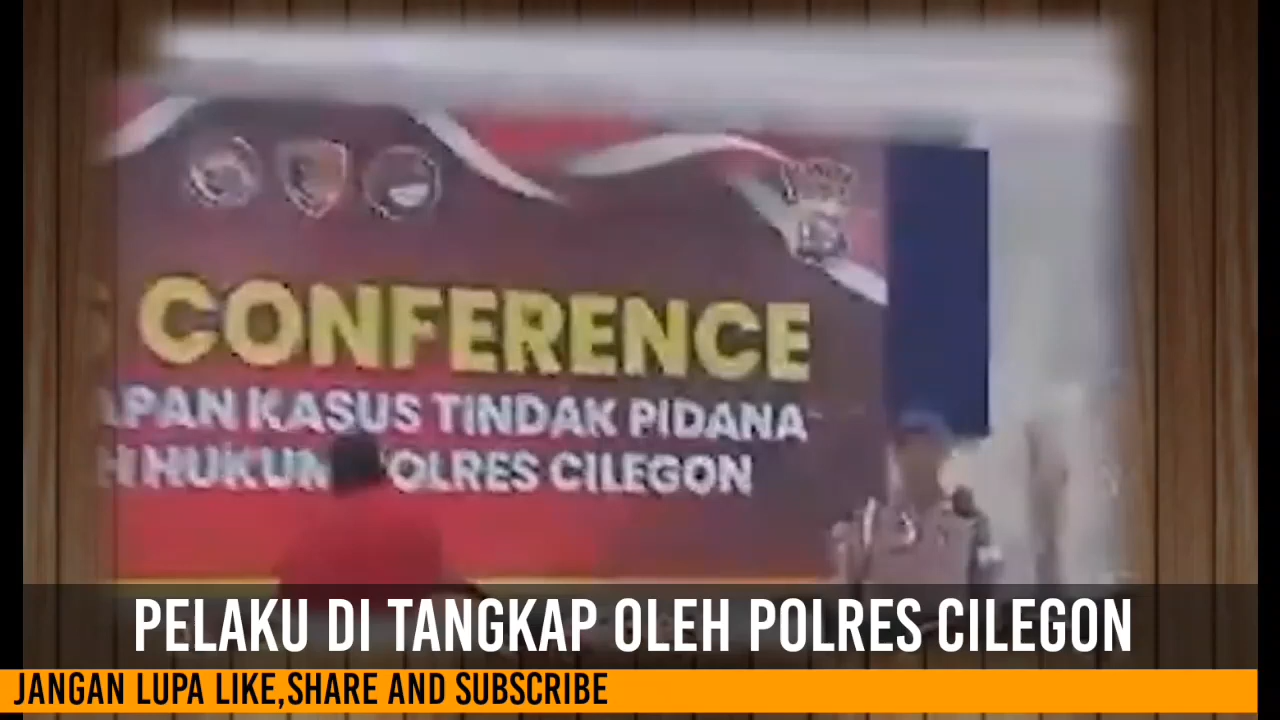 CONFERENCE
KASUS TINDAK PIDANA
POLRES CILEGON
PELAKU DI TANGKAP OLEH POLRES CILEGON
JANGAN LUPA LIKE,SHARE AND SUBSCRIBE